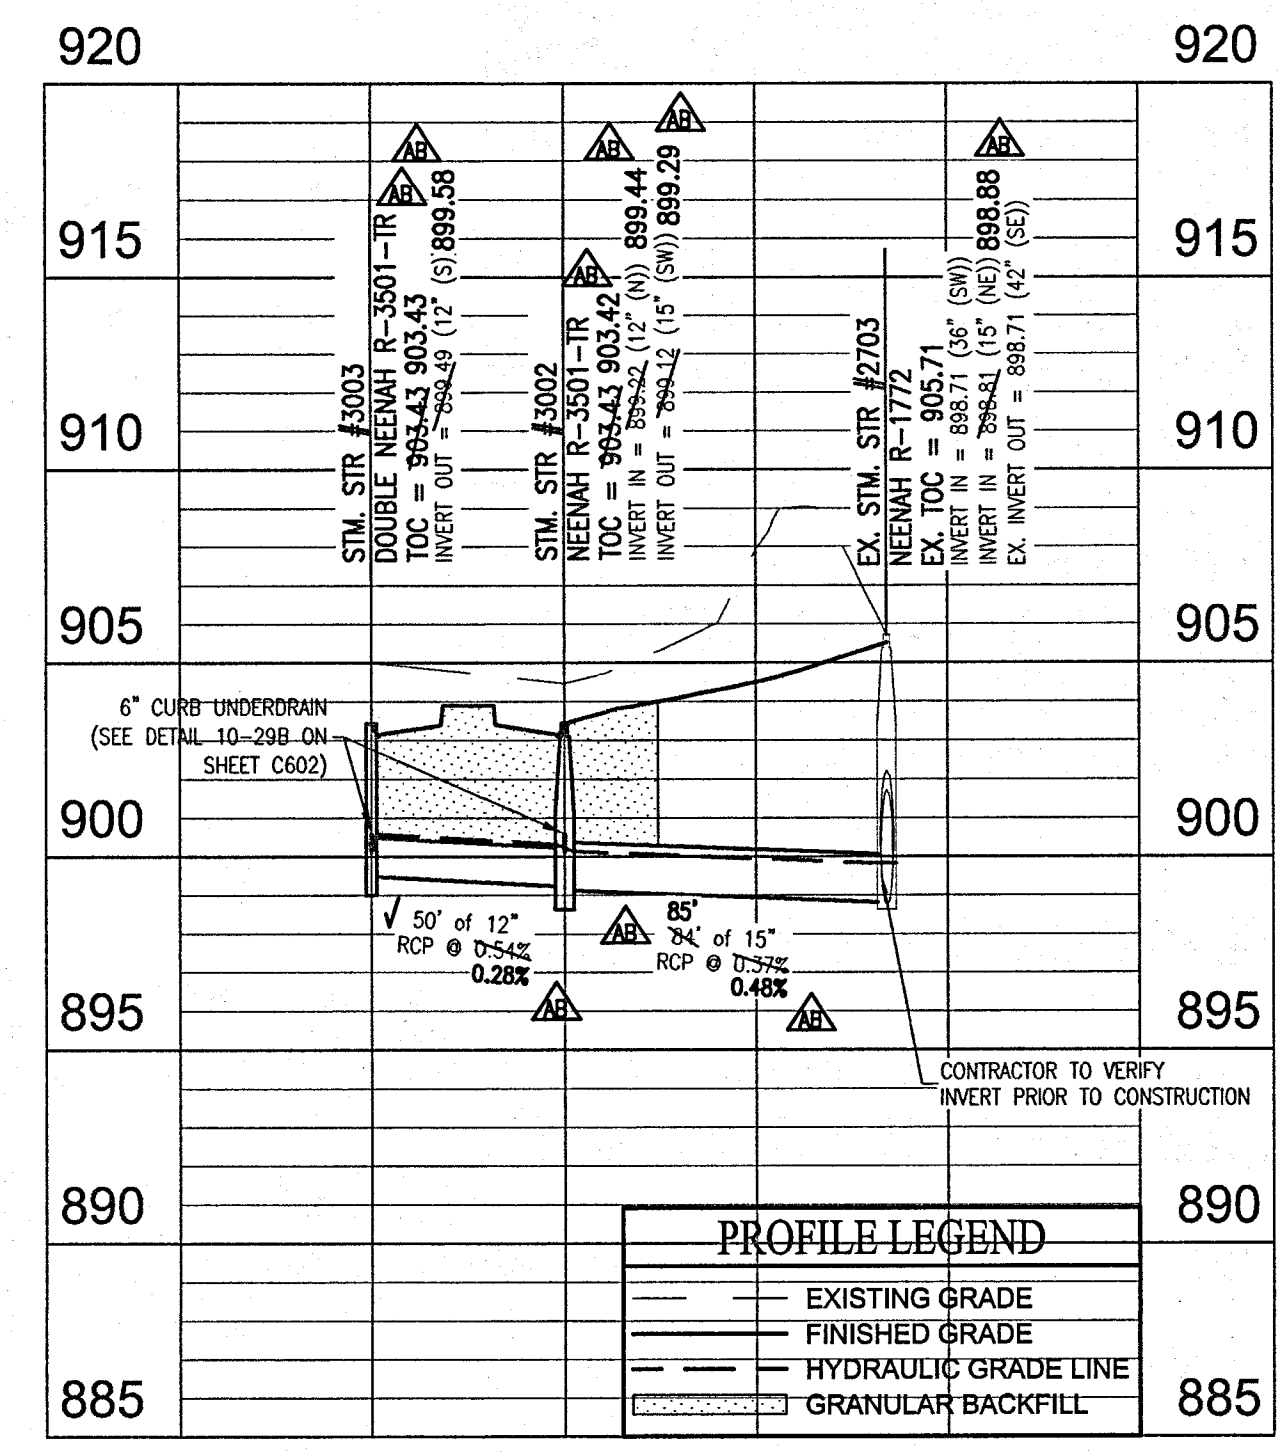 920
920
915
915
910
910
905
905
900
900
895
895
890
890
885
885
STM. STR #3003
DOUBLE NEENAH R-3501-TR
TOC = 903.43 903.43
INVERT OUT = 899.49 (12" (S) 899.58
AB
AB
STM. STR #3002
NEENAH R-3501-TR
TOC = 903.43 903.42
INVERT IN = 899.22 (12" (N)) 899.44
INVERT OUT = 899.12 (15" (SW)) 899.29
AB
AB
AB
EX. STM. STR #2703
NEENAH R-1772
EX. TOC = 905.71
INVERT IN = 898.71 (36" (SW))
INVERT IN = 898.81 (15" (NE)) 898.88
EX. INVERT OUT = 898.71 (42" (SE))
AB
6" CURB UNDERDRAIN
(SEE DETAIL 10-29B ON
SHEET C602)
√ 50' of 12"
RCP @ 0.54%
0.28%
AB
AB
85'
84' of 15"
RCP @ 0.37%
0.48%
AB
CONTRACTOR TO VERIFY
INVERT PRIOR TO CONSTRUCTION
PROFILE LEGEND
EXISTING GRADE
FINISHED GRADE
HYDRAULIC GRADE LINE
GRANULAR BACKFILL